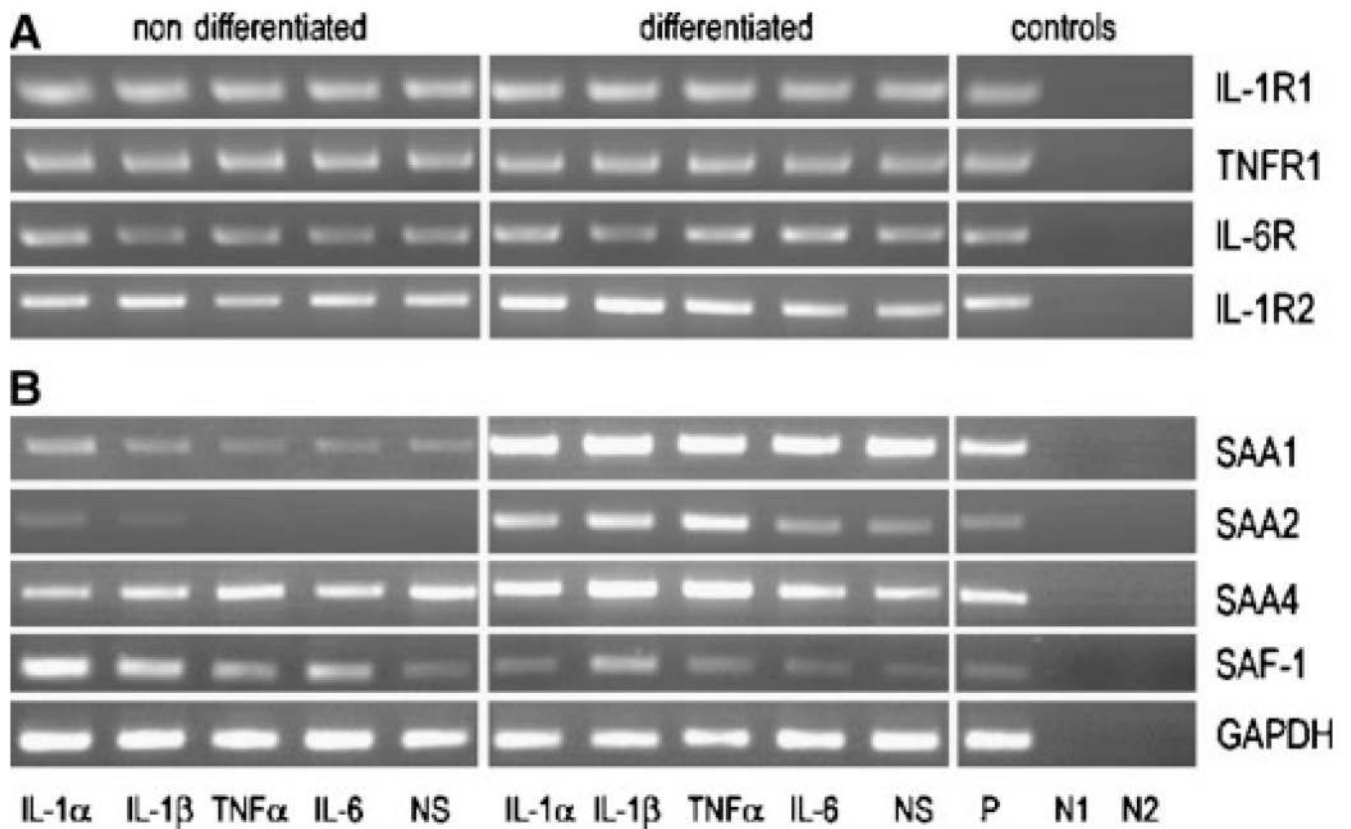 A
non differentiated differentiated controls
IL-1R1
TNFR1
IL-6R
IL-1R2
B
SAA1
SAA2
SAA4
SAF-1
GAPDH
IL-1α IL-1β TNFα IL-6 NS IL-1α IL-1β TNFα IL-6 NS P N1 N2